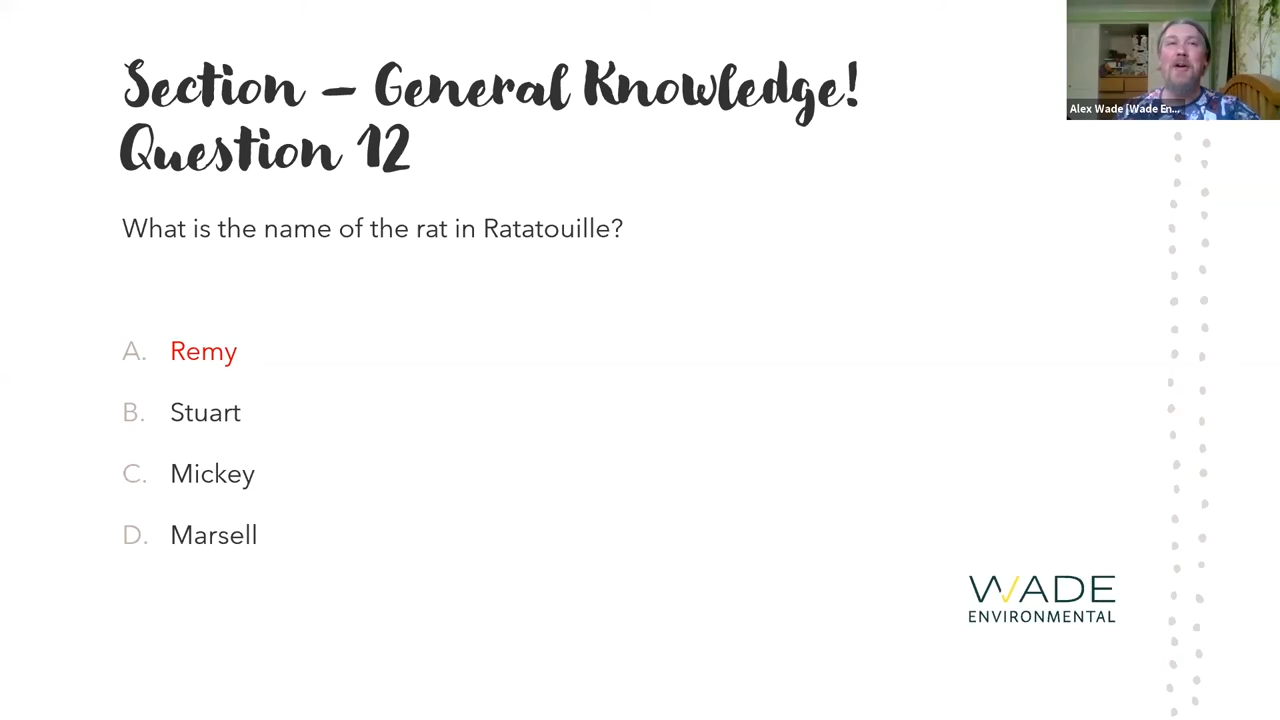 Section – General Knowledge!
Question 12
What is the name of the rat in Ratatouille?
A. Remy
B. Stuart
C. Mickey
D. Marsell
Alex Wade [Wade En...
WADE
ENVIRONMENTAL